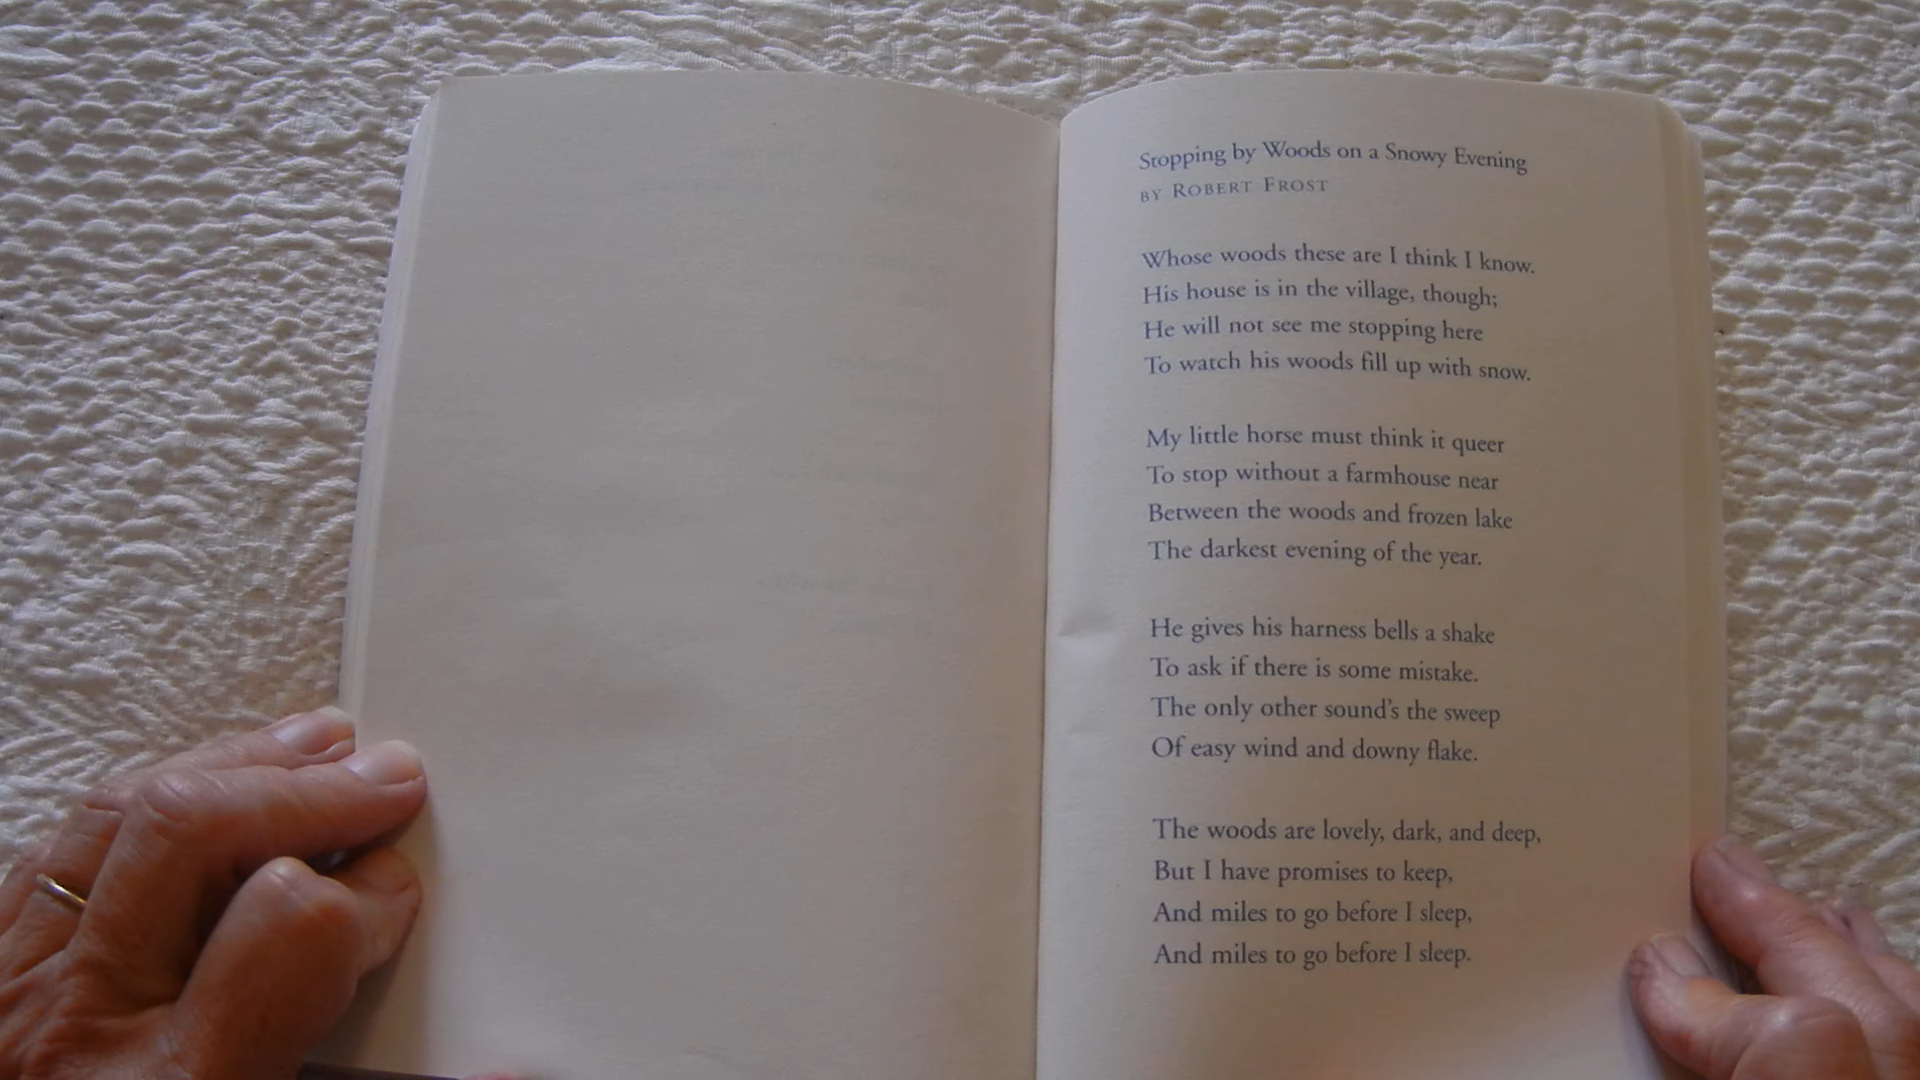 Stopping by Woods on a Snowy Evening
BY ROBERT FROST
Whose woods these are I think I know.
His house is in the village, though;
He will not see me stopping here
To watch his woods fill up with snow.
My little horse must think it queer
To stop without a farmhouse near
Between the woods and frozen lake
The darkest evening of the year.
He gives his harness bells a shake
To ask if there is some mistake.
The only other sound's the sweep
Of easy wind and downy flake.
The woods are lovely, dark, and deep,
But I have promises to keep,
And miles to go before I sleep,
And miles to go before I sleep.